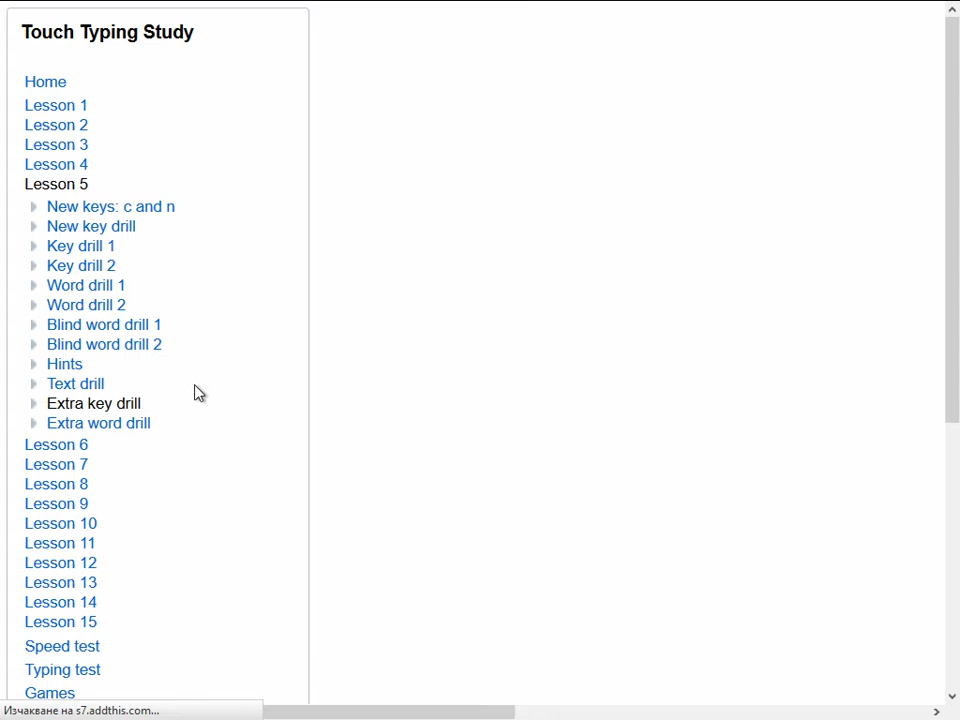 Touch Typing Study
Home
Lesson 1
Lesson 2
Lesson 3
Lesson 4
Lesson 5
New keys: c and n
New key drill
Key drill 1
Key drill 2
Word drill 1
Word drill 2
Blind word drill 1
Blind word drill 2
Hints
Text drill
Extra key drill
Extra word drill
Lesson 6
Lesson 7
Lesson 8
Lesson 9
Lesson 10
Lesson 11
Lesson 12
Lesson 13
Lesson 14
Lesson 15
Speed test
Typing test
Games
Изчакване на s7.addthis.com...